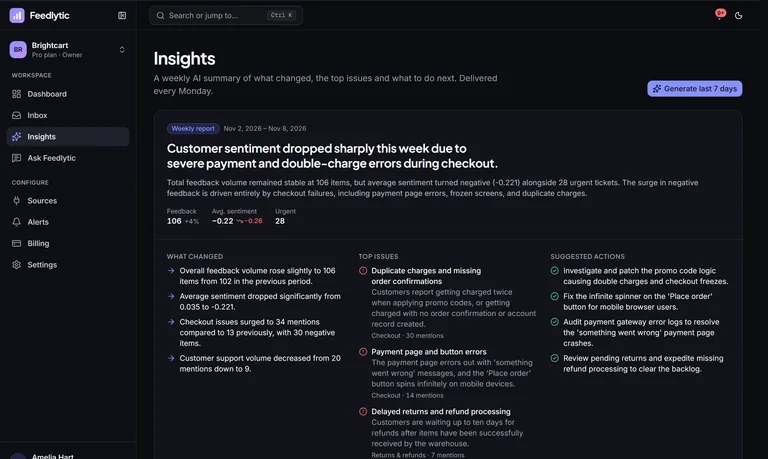 Feedlytic
Search or jump to...
Ctrl K
9+
BR
Brightcart
Pro plan · Owner
WORKSPACE
Dashboard
Inbox
Insights
Ask Feedlytic
CONFIGURE
Sources
Alerts
Billing
Settings
Amelia Hart
Insights
A weekly AI summary of what changed, the top issues and what to do next. Delivered
every Monday.
Generate last 7 days
Weekly report
Nov 2, 2026 – Nov 8, 2026
Customer sentiment dropped sharply this week due to
severe payment and double-charge errors during checkout.
Total feedback volume remained stable at 106 items, but average sentiment turned negative (-0.221) alongside 28 urgent tickets. The surge in negative
feedback is driven entirely by checkout failures, including payment page errors, frozen screens, and duplicate charges.
Feedback
106 +4%
Avg. sentiment
−0.22 −0.26
Urgent
28
WHAT CHANGED
Overall feedback volume rose slightly to 106
items from 102 in the previous period.
Average sentiment dropped significantly from
0.035 to -0.221.
Checkout issues surged to 34 mentions
compared to 13 previously, with 30 negative
items.
Customer support volume decreased from 20
mentions down to 9.
TOP ISSUES
Duplicate charges and missing
order confirmations
Customers report getting charged twice
when applying promo codes, or getting
charged with no order confirmation or account
record created.
Checkout · 30 mentions
Payment page and button errors
The payment page errors out with 'something
went wrong' messages, and the 'Place order'
button spins infinitely on mobile devices.
Checkout · 14 mentions
Delayed returns and refund processing
Customers are waiting up to ten days for
refunds after items have been successfully
received by the warehouse.
Returns & refunds · 7 mentions
SUGGESTED ACTIONS
Investigate and patch the promo code logic
causing double charges and checkout freezes.
Fix the infinite spinner on the 'Place order'
button for mobile browser users.
Audit payment gateway error logs to resolve
the 'something went wrong' payment page
crashes.
Review pending returns and expedite missing
refund processing to clear the backlog.